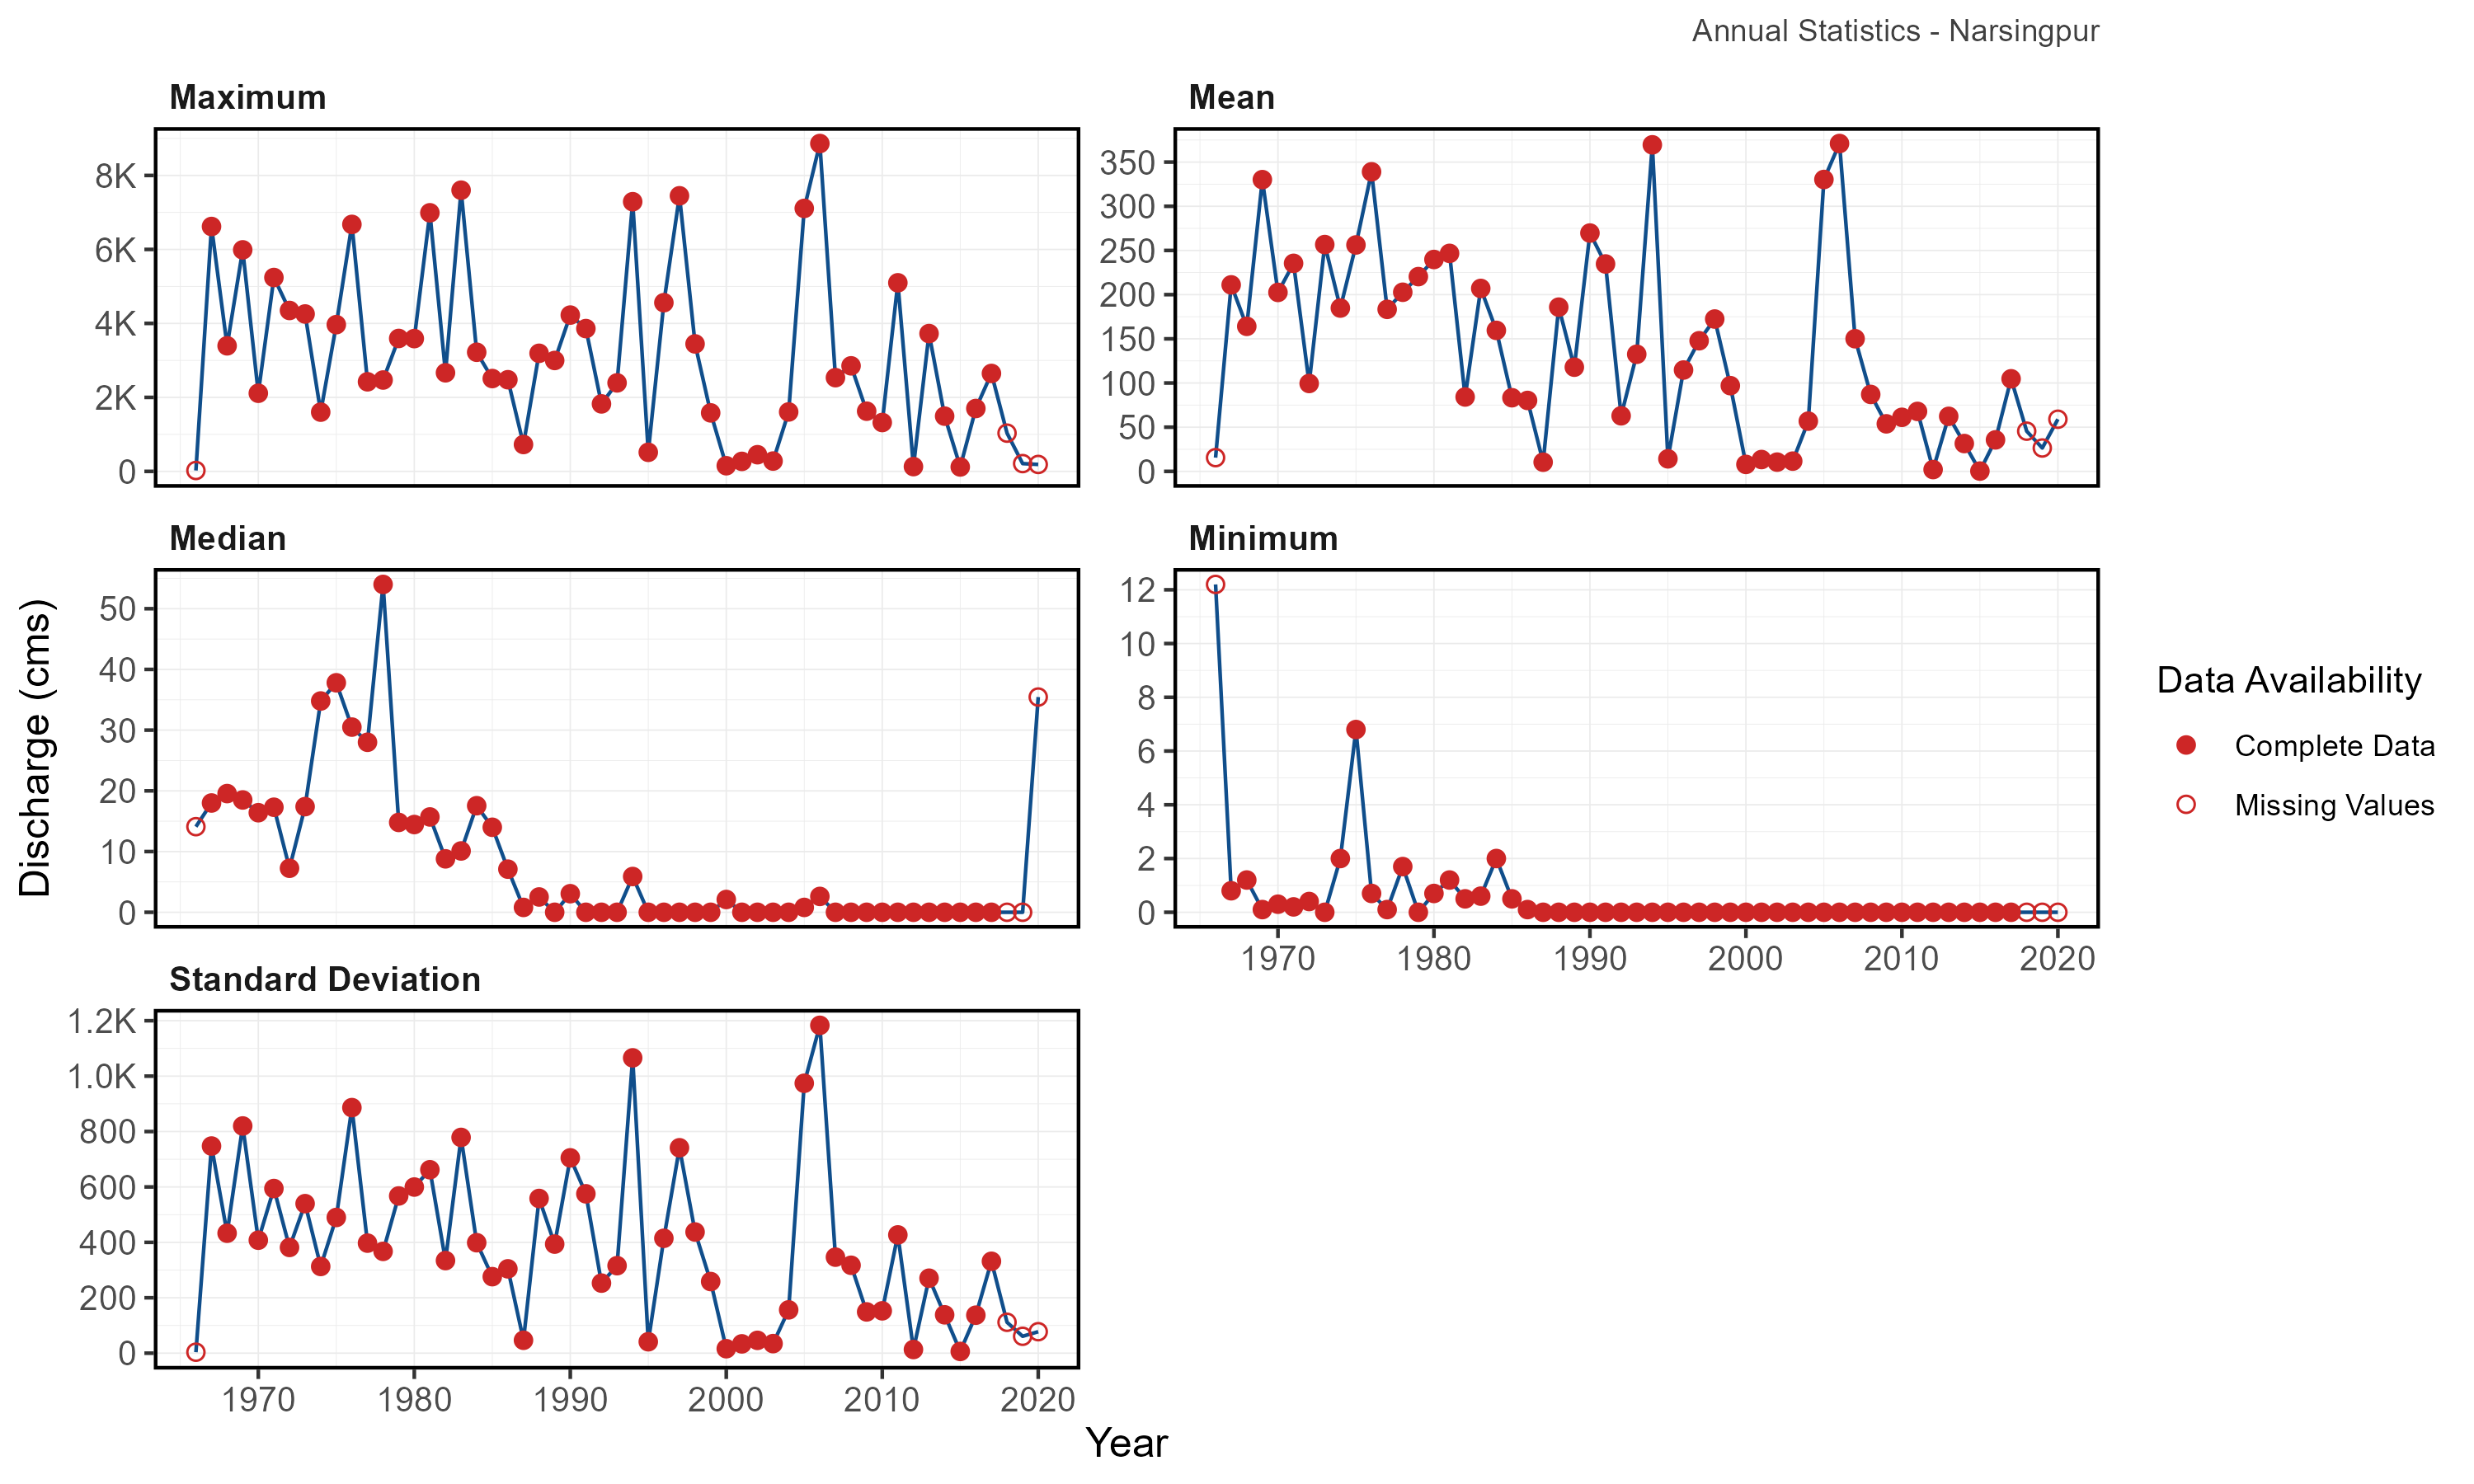 Annual Statistics - Narsingpur
Maximum
8K
6K
4K
2K
0
Mean
350
300
250
200
150
100
50
0
Median
50
40
30
20
10
0
Minimum
12
10
8
6
4
2
0
1970 1980 1990 2000 2010 2020
Standard Deviation
1.2K
1.0K
800
600
400
200
0
1970 1980 1990 2000 2010 2020
Discharge (cms)
Year
Data Availability
Complete Data
Missing Values